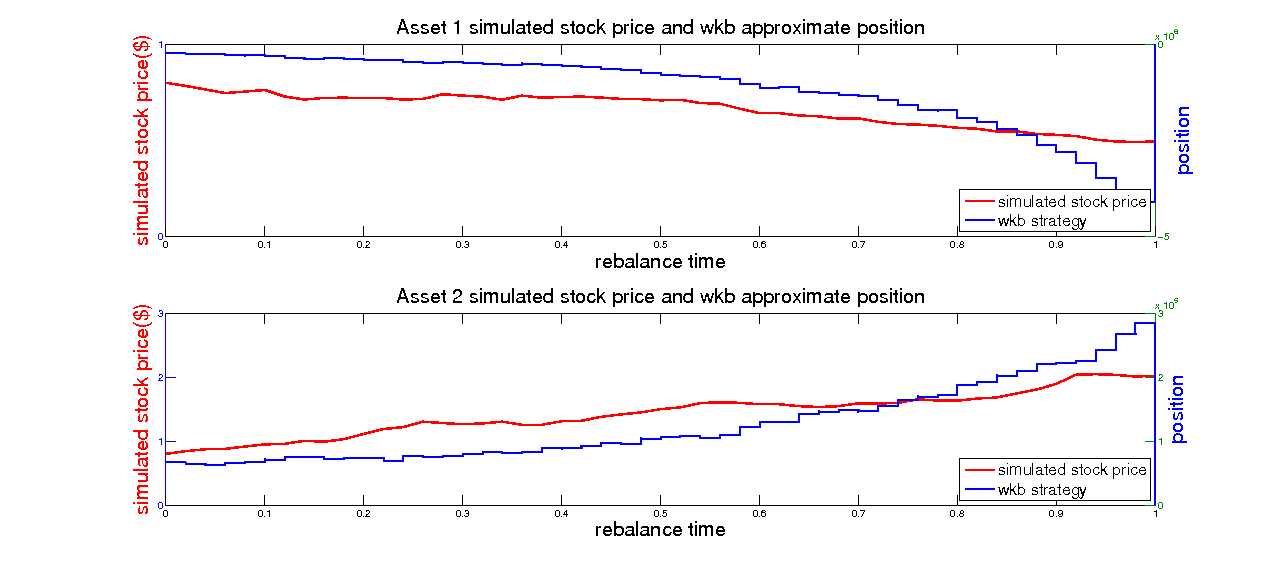 Asset 1 simulated stock price and wkb approximate position
simulated stock price($)
1
0
x 10
0
-5
position
simulated stock price
wkb strategy
0 0.1 0.2 0.3 0.4 0.5 0.6 0.7 0.8 0.9 1
rebalance time
Asset 2 simulated stock price and wkb approximate position
simulated stock price($)
3
2
1
0
x 10
3
2
1
0
position
simulated stock price
wkb strategy
0 0.1 0.2 0.3 0.4 0.5 0.6 0.7 0.8 0.9 1
rebalance time